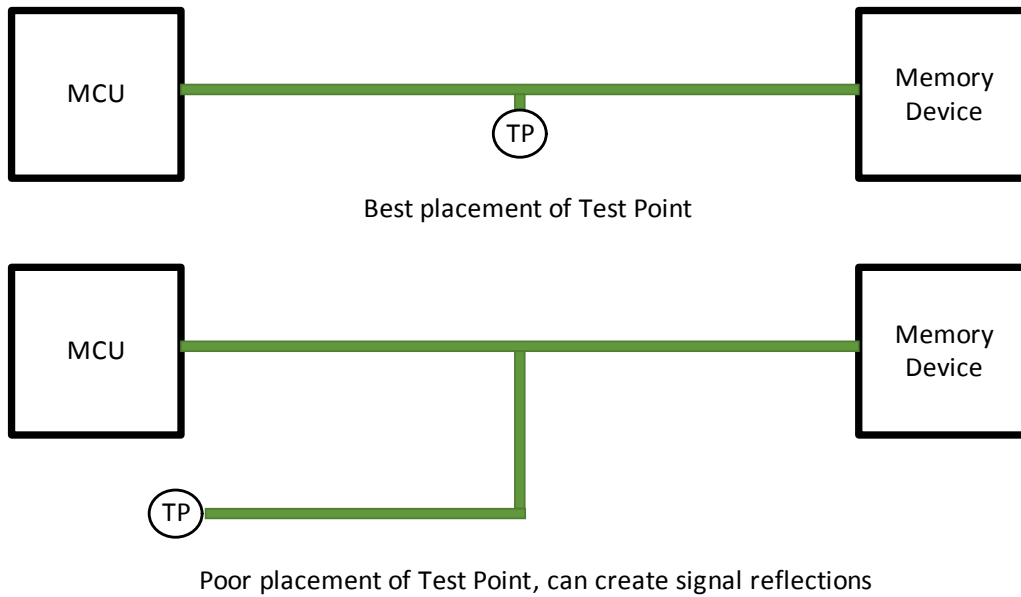 MCU
Memory
Device
TP
Best placement of Test Point
MCU
Memory
Device
TP
Poor placement of Test Point, can create signal reflections